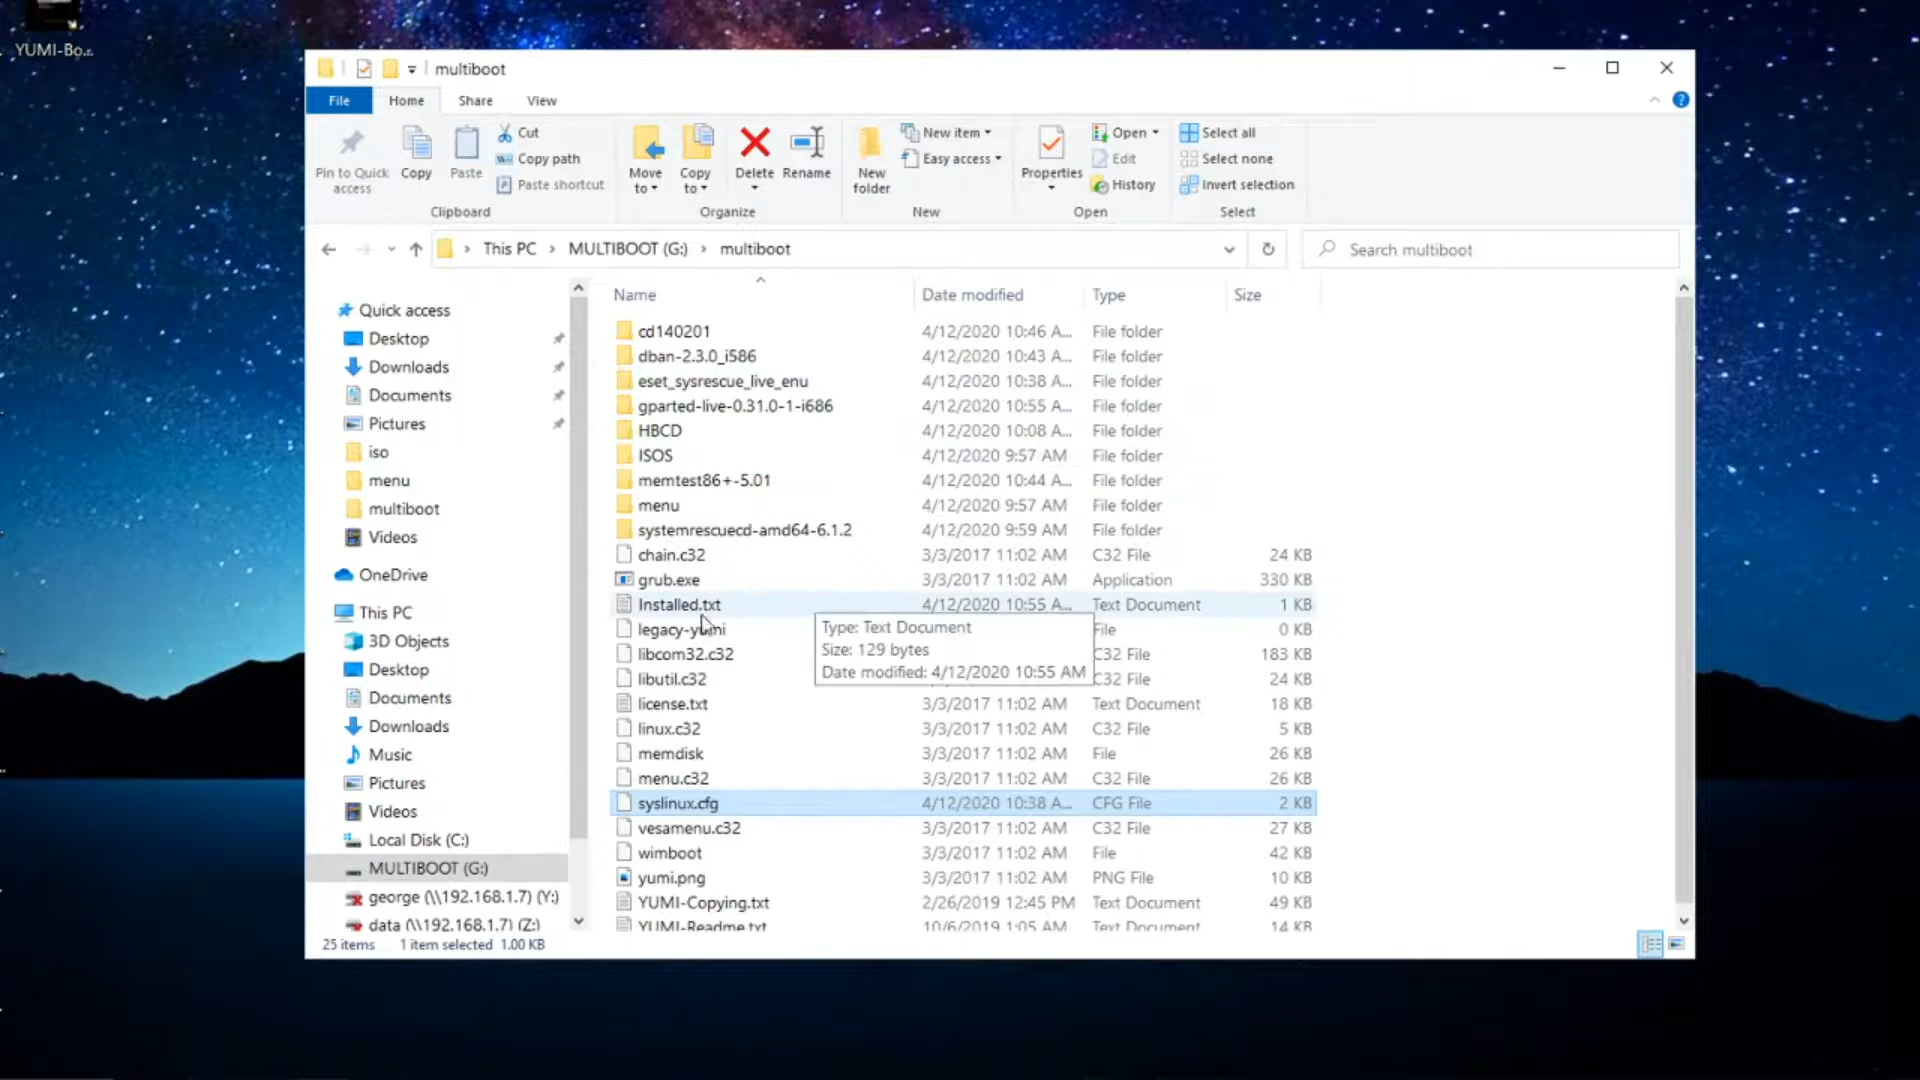 YUMI-Bo...
multiboot
File Home Share View
Pin to Quick access
Copy
Paste
Cut
Copy path
Paste shortcut
Clipboard
Move to
Copy to
Delete
Rename
Organize
New folder
New item
Easy access
New
Properties
Open
Edit
History
Open
Select all
Select none
Invert selection
Select
This PC › MULTIBOOT (G:) › multiboot
Search multiboot
Quick access
Desktop
Downloads
Documents
Pictures
iso
menu
multiboot
Videos
OneDrive
This PC
3D Objects
Desktop
Documents
Downloads
Music
Pictures
Videos
Local Disk (C:)
MULTIBOOT (G:)
george (\\192.168.1.7) (Y:)
data (\\192.168.1.7) (Z:)
Name Date modified Type Size
cd140201 4/12/2020 10:46 A... File folder
dban-2.3.0_i586 4/12/2020 10:43 A... File folder
eset_sysrescue_live_enu 4/12/2020 10:38 A... File folder
gparted-live-0.31.0-1-i686 4/12/2020 10:55 A... File folder
HBCD 4/12/2020 10:08 A... File folder
ISOS 4/12/2020 9:57 AM File folder
memtest86+-5.01 4/12/2020 10:44 A... File folder
menu 4/12/2020 9:57 AM File folder
systemrescuecd-amd64-6.1.2 4/12/2020 9:59 AM File folder
chain.c32 3/3/2017 11:02 AM C32 File 24 KB
grub.exe 3/3/2017 11:02 AM Application 330 KB
Installed.txt 4/12/2020 10:55 A... Text Document 1 KB
legacy-yumi File 0 KB
libcom32.c32 C32 File 183 KB
libutil.c32 C32 File 24 KB
license.txt 3/3/2017 11:02 AM Text Document 18 KB
linux.c32 3/3/2017 11:02 AM C32 File 5 KB
memdisk 3/3/2017 11:02 AM File 26 KB
menu.c32 3/3/2017 11:02 AM C32 File 26 KB
syslinux.cfg 4/12/2020 10:38 A... CFG File 2 KB
vesamenu.c32 3/3/2017 11:02 AM C32 File 27 KB
wimboot 3/3/2017 11:02 AM File 42 KB
yumi.png 3/3/2017 11:02 AM PNG File 10 KB
YUMI-Copying.txt 2/26/2019 12:45 PM Text Document 49 KB
YUMI-Readme.txt 10/6/2019 1:05 AM Text Document 14 KB
Type: Text Document
Size: 129 bytes
Date modified: 4/12/2020 10:55 AM
25 items 1 item selected 1.00 KB